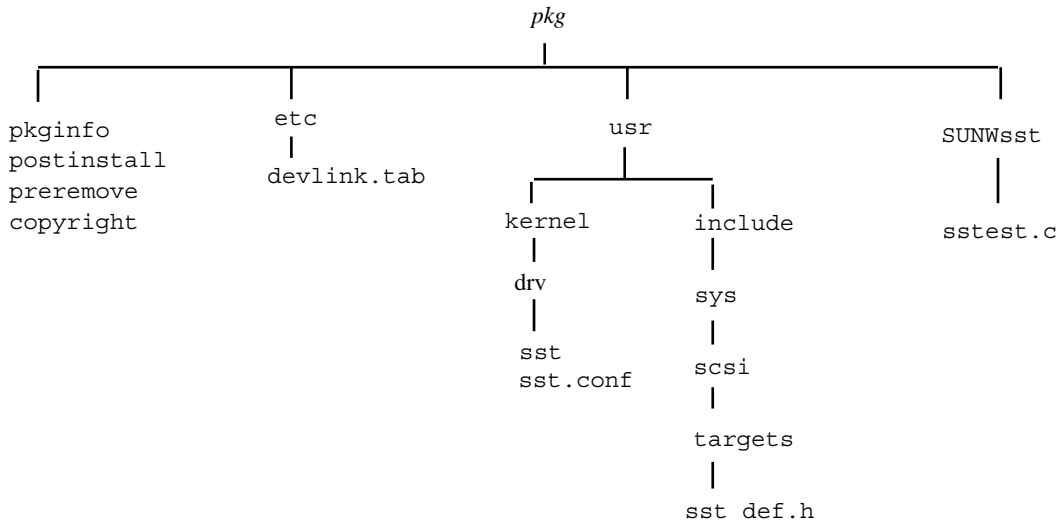 pkg
pkginfo
postinstall
preremove
copyright
etc
devlink.tab
usr
kernel
drv
sst
sst.conf
include
sys
scsi
targets
sst def.h
SUNWsst
sstest.c